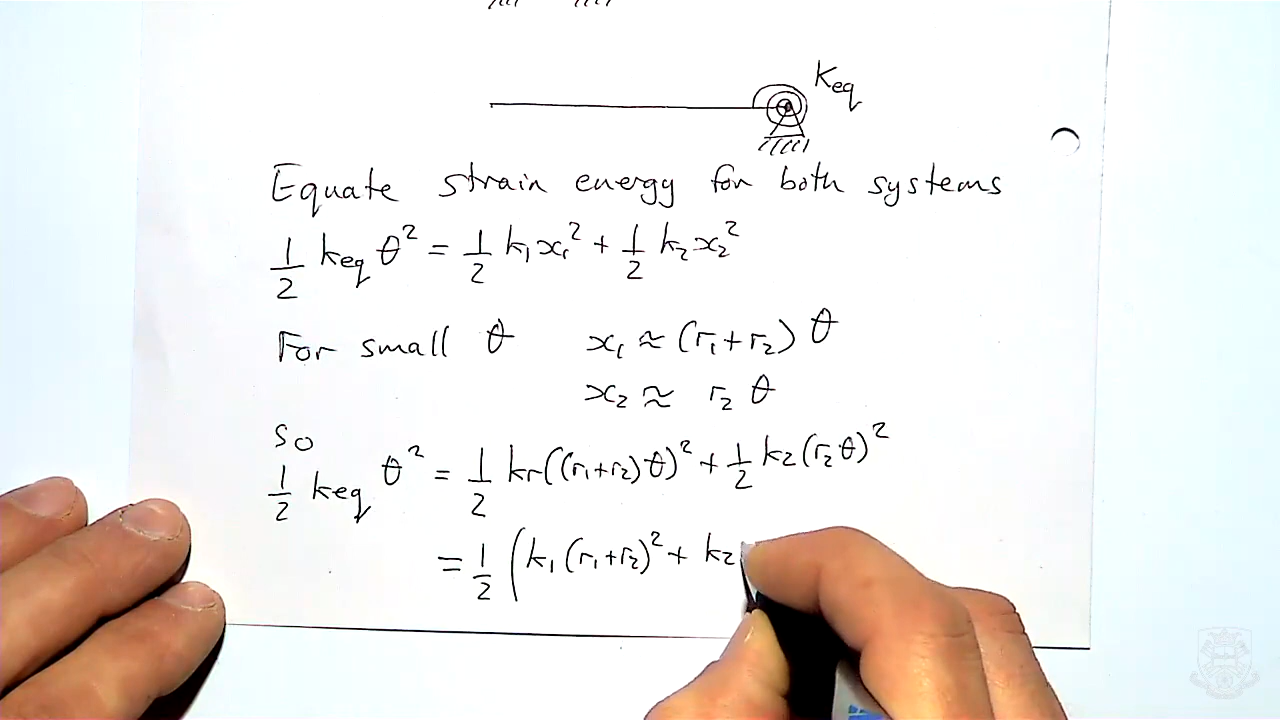 Keq
Equate strain energy for both systems
1/2 keq θ² = 1/2 k₁x₁² + 1/2 k₂x₂²
For small θ x₁ ≈ (r₁+r₂) θ
x₂ ≈ r₂ θ
so
1/2 keq θ² = 1/2 kr((r₁+r₂)θ)² + 1/2 k₂(r₂θ)²
= 1/2 (k₁(r₁+r₂)² + k₂